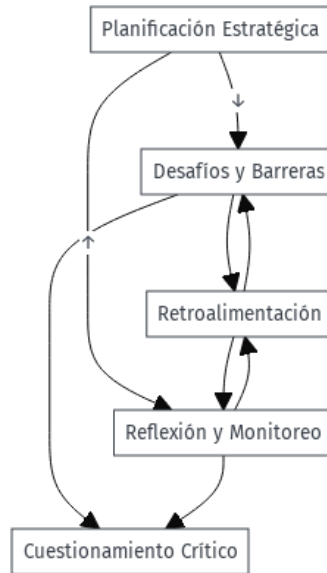 Planificación Estratégica
↓
Desafíos y Barreras
↑
Retroalimentación
Reflexión y Monitoreo
Cuestionamiento Crítico